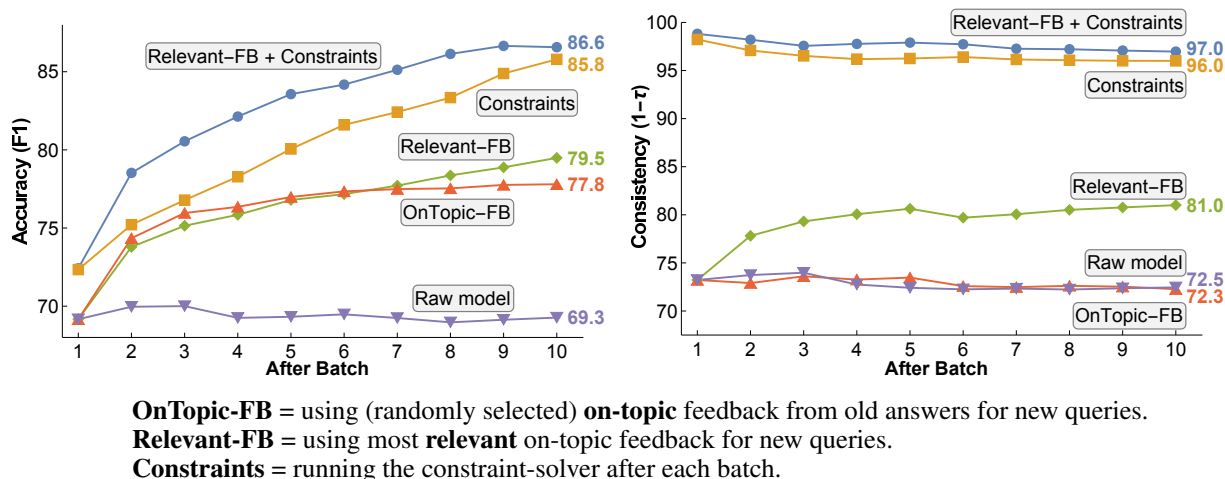 Accuracy (F1)
85
80
75
70
Relevant-FB + Constraints
86.6
85.8
Constraints
Relevant-FB
79.5
77.8
OnTopic-FB
Raw model
69.3
1 2 3 4 5 6 7 8 9 10
After Batch
Consistency (1-τ)
100
95
90
85
80
75
70
Relevant-FB + Constraints
97.0
96.0
Constraints
Relevant-FB
81.0
Raw model
72.5
72.3
OnTopic-FB
1 2 3 4 5 6 7 8 9 10
After Batch
OnTopic-FB = using (randomly selected) on-topic feedback from old answers for new queries.
Relevant-FB = using most relevant on-topic feedback for new queries.
Constraints = running the constraint-solver after each batch.